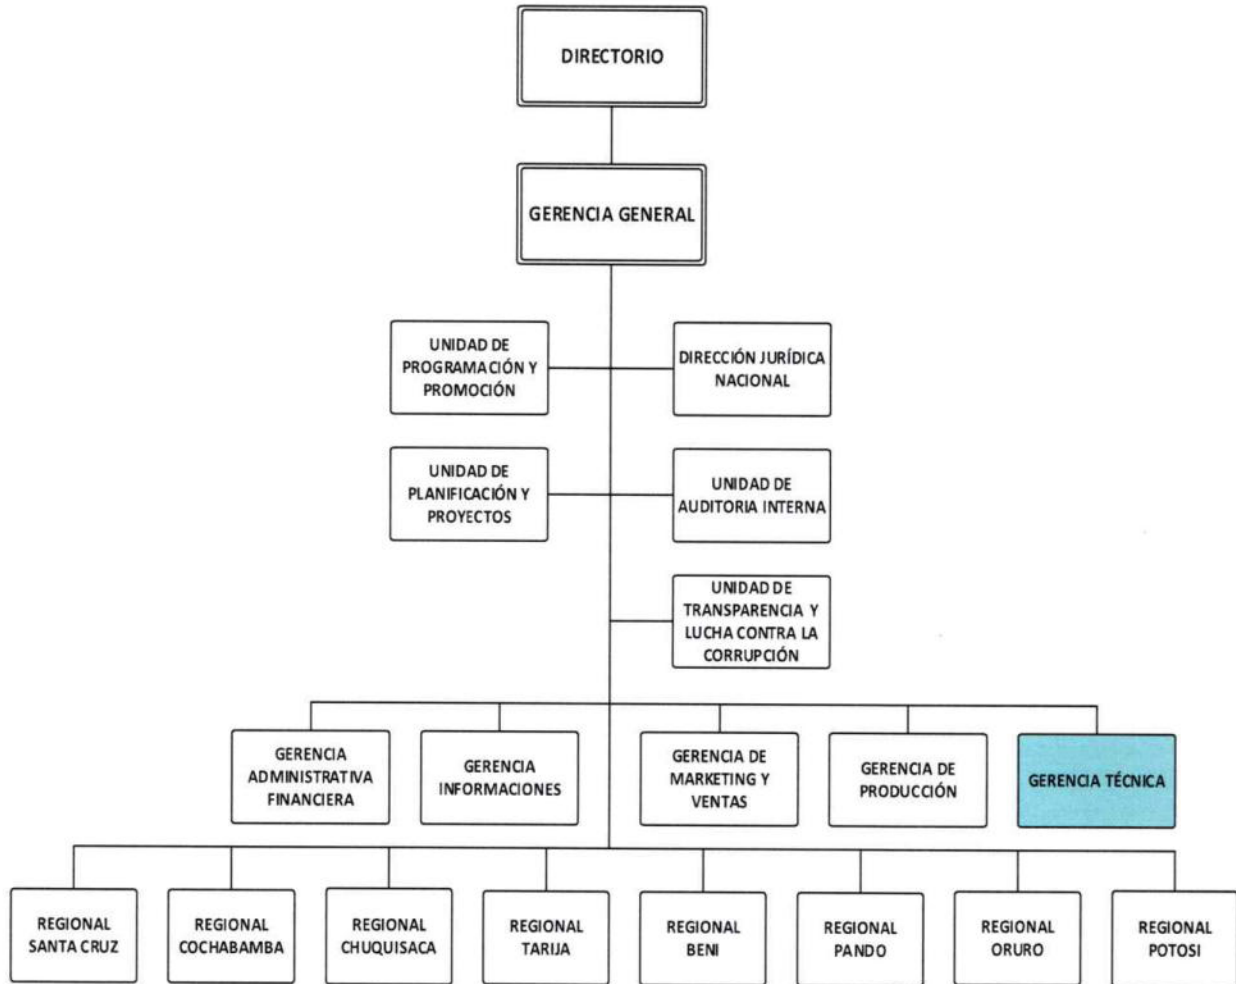 DIRECTORIO
GERENCIA GENERAL
UNIDAD DE
PROGRAMACIÓN Y
PROMOCIÓN
DIRECCIÓN JURÍDICA
NACIONAL
UNIDAD DE
PLANIFICACIÓN Y
PROYECTOS
UNIDAD DE
AUDITORIA INTERNA
UNIDAD DE
TRANSPARENCIA Y
LUCHA CONTRA LA
CORRUPCIÓN
GERENCIA
ADMINISTRATIVA
FINANCIERA
GERENCIA
INFORMACIONES
GERENCIA DE
MARKETING Y
VENTAS
GERENCIA DE
PRODUCCIÓN
GERENCIA TÉCNICA
REGIONAL
SANTA CRUZ
REGIONAL
COCHABAMBA
REGIONAL
CHUQUISACA
REGIONAL
TARIJA
REGIONAL
BENI
REGIONAL
PANDO
REGIONAL
ORURO
REGIONAL
POTOSI